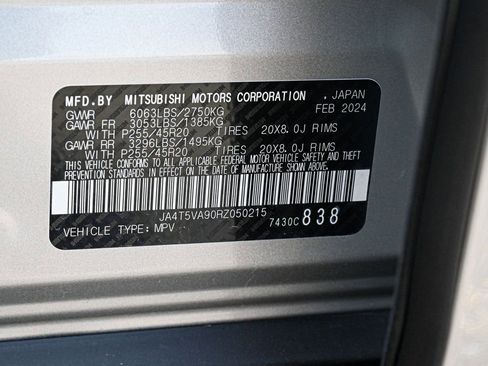 MFD.BY MITSUBISHI MOTORS CORPORATION . JAPAN
GVWR 6063LBS/2750KG FEB 2024
GAWR FR 3053LBS/1385KG
WITH P255/45R20 TIRES 20X8.0J RIMS
GAWR RR 3296LBS/1495KG
WITH P255/45R20 TIRES 20X8.0J RIMS
THIS VEHICLE CONFORMS TO ALL APPLICABLE FEDERAL MOTOR VEHICLE SAFETY
STANDARDS IN EFFECT ON THE DATE OF MANUFACTURE SHOWN ABOVE.
JA4T5VA90RZ050215
VEHICLE TYPE: MPV 7430C 838